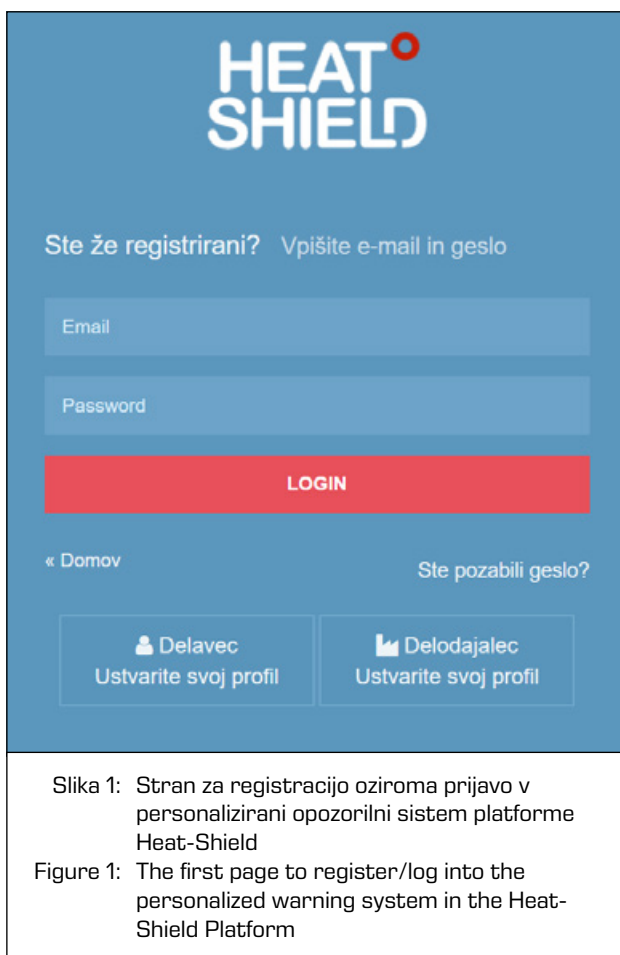 HEAT
SHIELD
Ste že registrirani? Vpišite e-mail in geslo
Email
Password
LOGIN
« Domov
Ste pozabili geslo?
Delavec
Ustvarite svoj profil
Delodajalec
Ustvarite svoj profil
Slika 1: Stran za registracijo oziroma prijavo v
personalizirani opozorilni sistem platforme
Heat-Shield
Figure 1: The first page to register/log into the
personalized warning system in the Heat-
Shield Platform